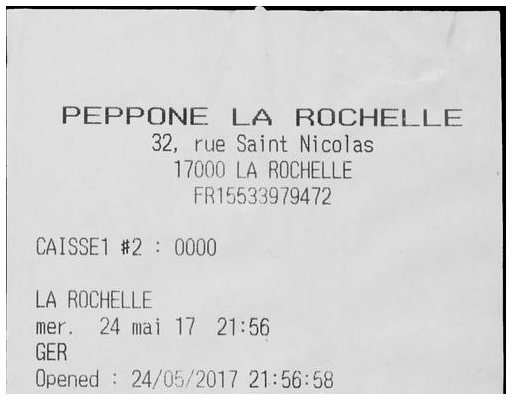 PEPPONE LA ROCHELLE
32, rue Saint Nicolas
17000 LA ROCHELLE
FR15533979472
CAISSE1 #2 : 0000
LA ROCHELLE
mer. 24 mai 17 21:56
GER
Opened : 24/05/2017 21:56:58